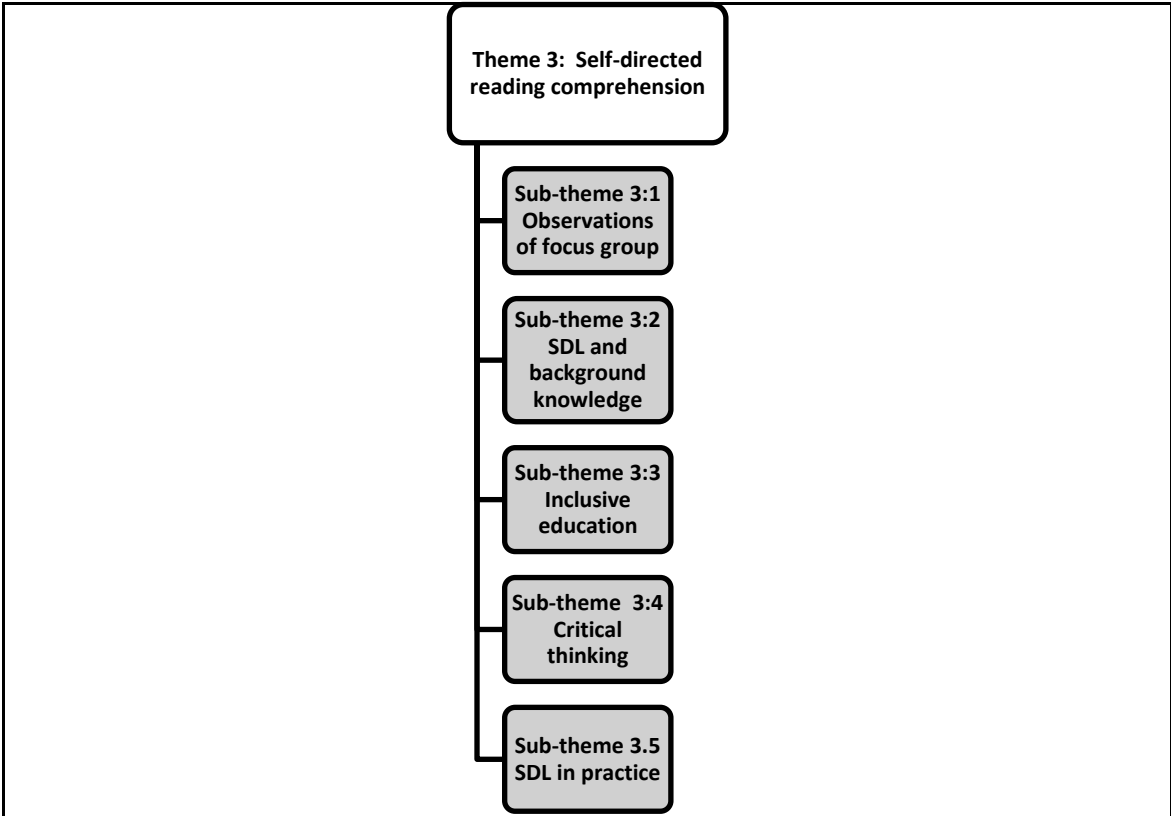 Theme 3:  Self-directed
reading comprehension
Sub-theme 3:1
Observations
of focus group
Sub-theme 3:2
SDL and
background
knowledge
Sub-theme 3:3
Inclusive
education
Sub-theme  3:4
Critical
thinking
Sub-theme 3.5
SDL in practice